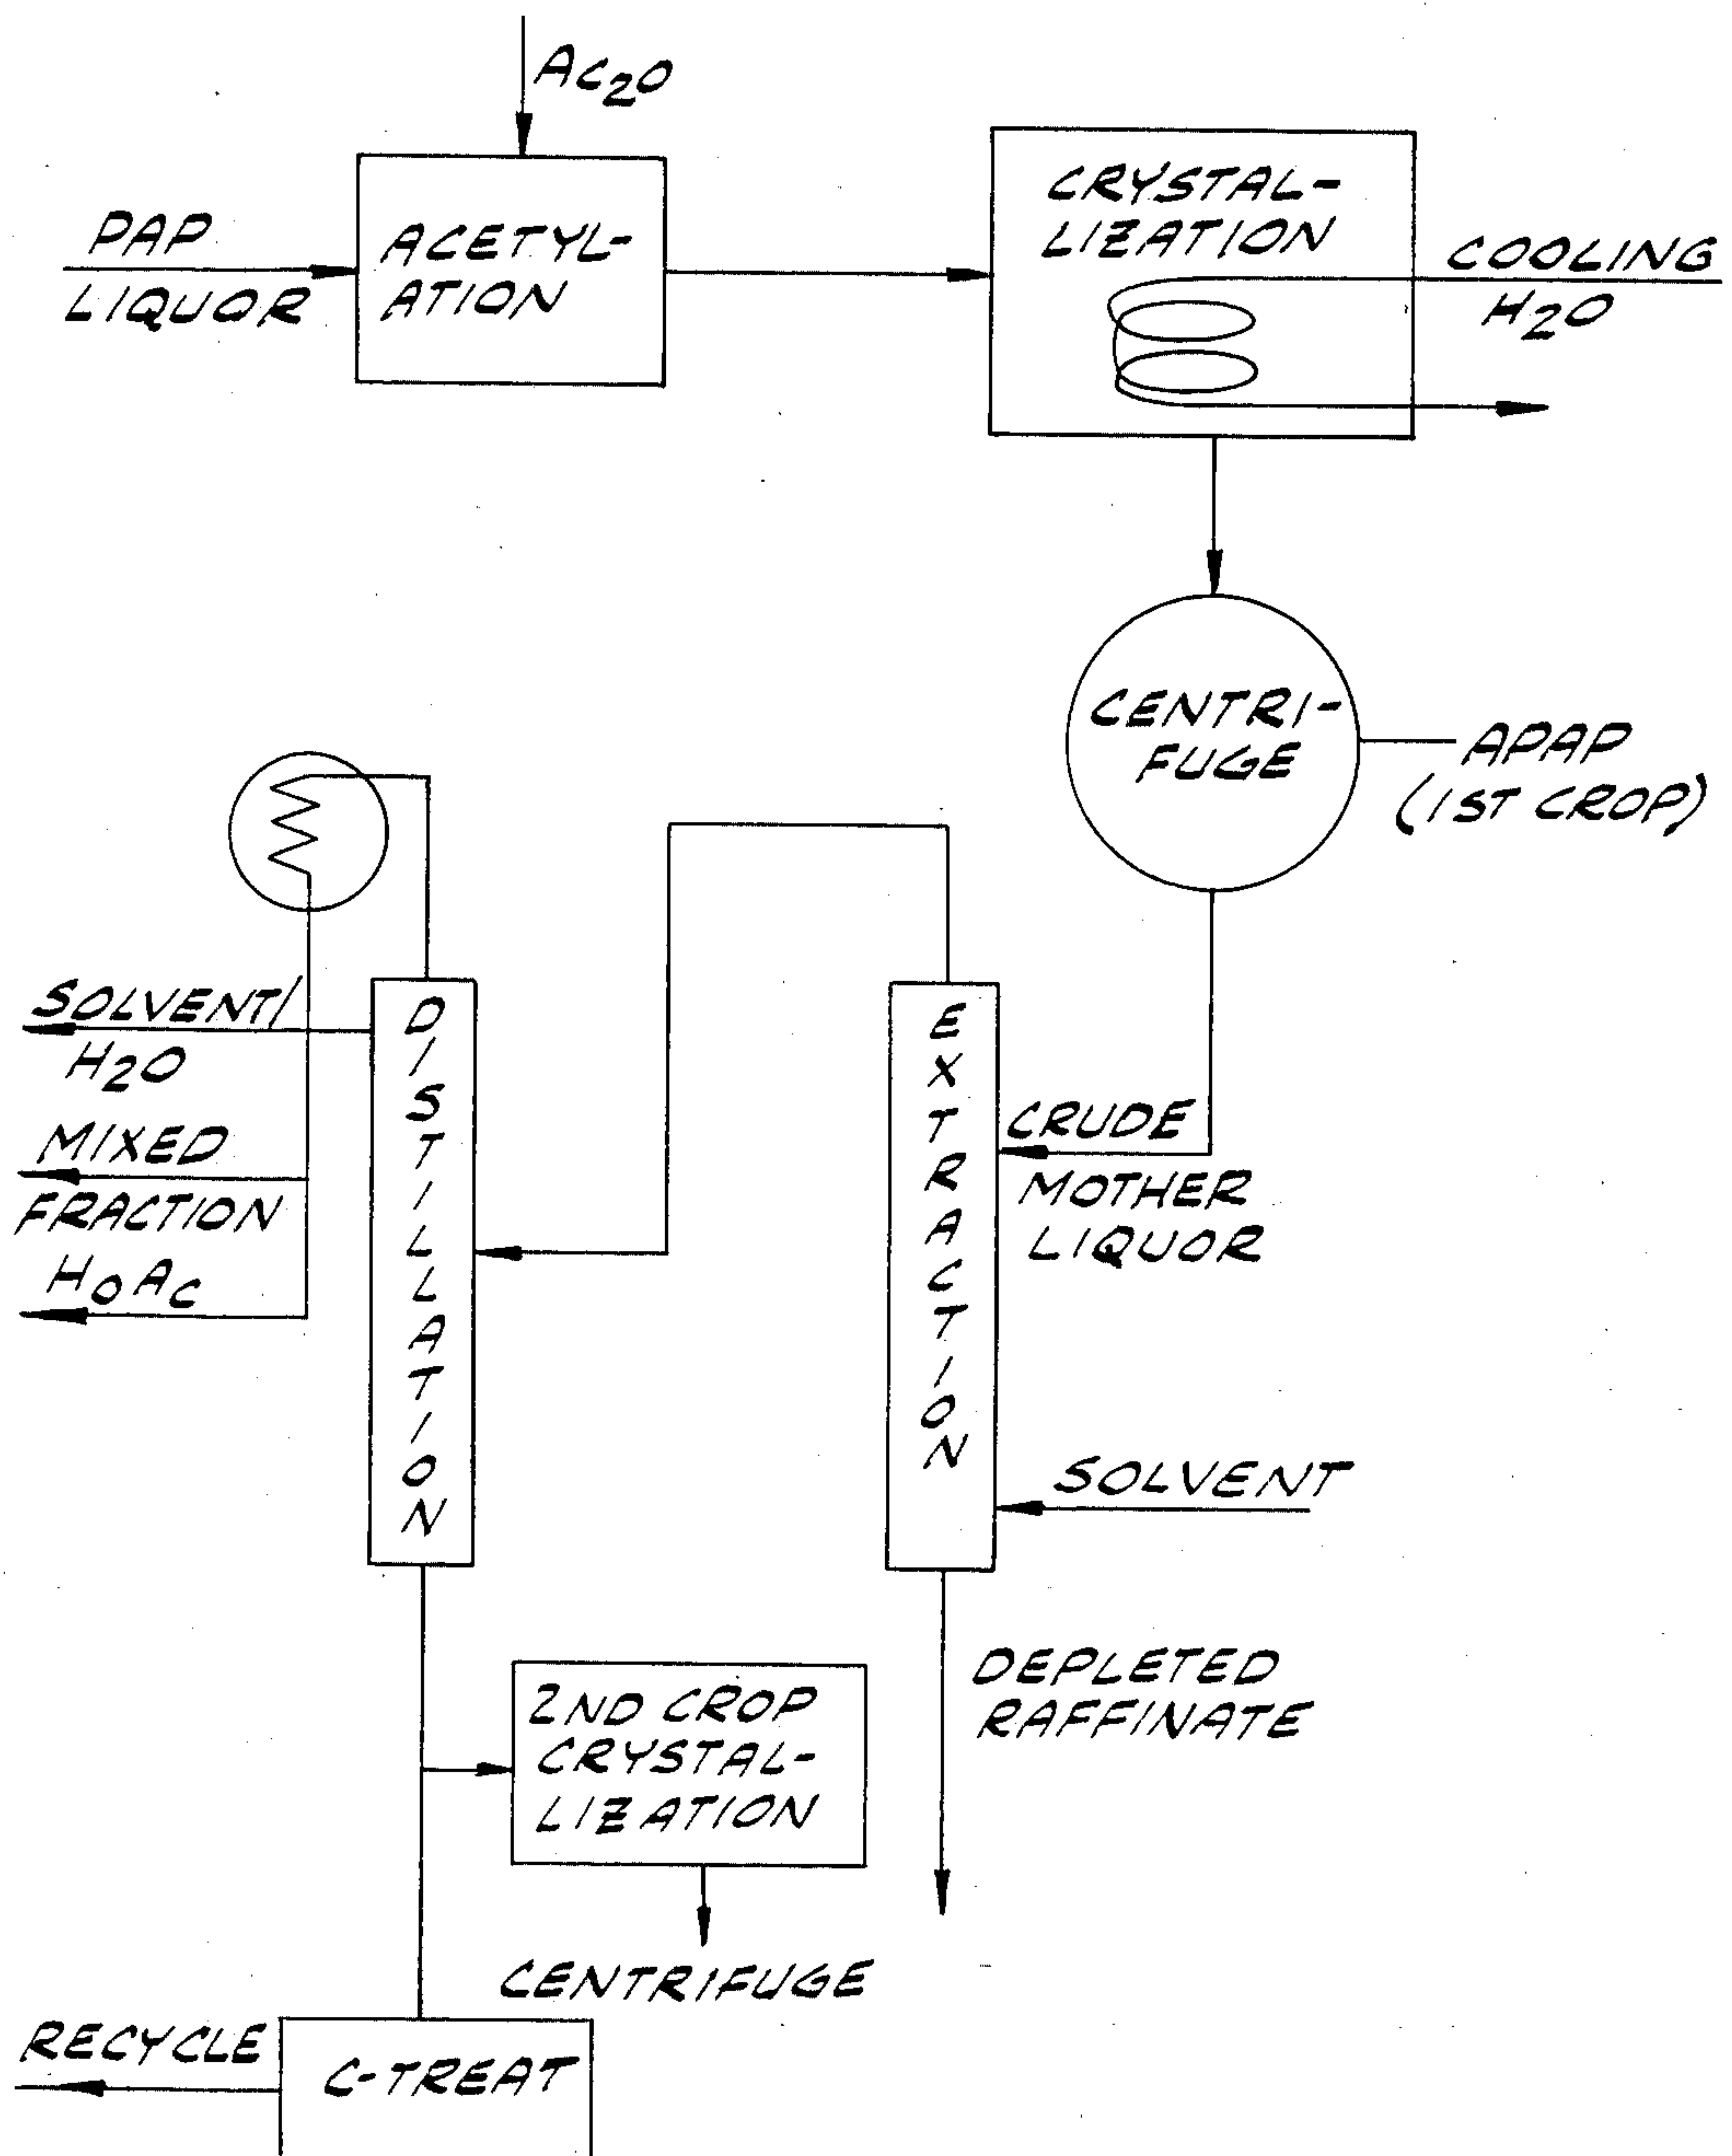 Ac2O
PAP
LIQUOR
ACETYL-
ATION
CRYSTAL-
LIZATION
COOLING
H2O
CENTRI-
FUGE
APAP
(1ST CROP)
SOLVENT/
H2O
MIXED
FRACTION
HOAc
DISTILLATION
EXTRACTION
CRUDE
MOTHER
LIQUOR
SOLVENT
DEPLETED
RAFFINATE
2ND CROP
CRYSTAL-
LIZATION
CENTRIFUGE
RECYCLE
C-TREAT